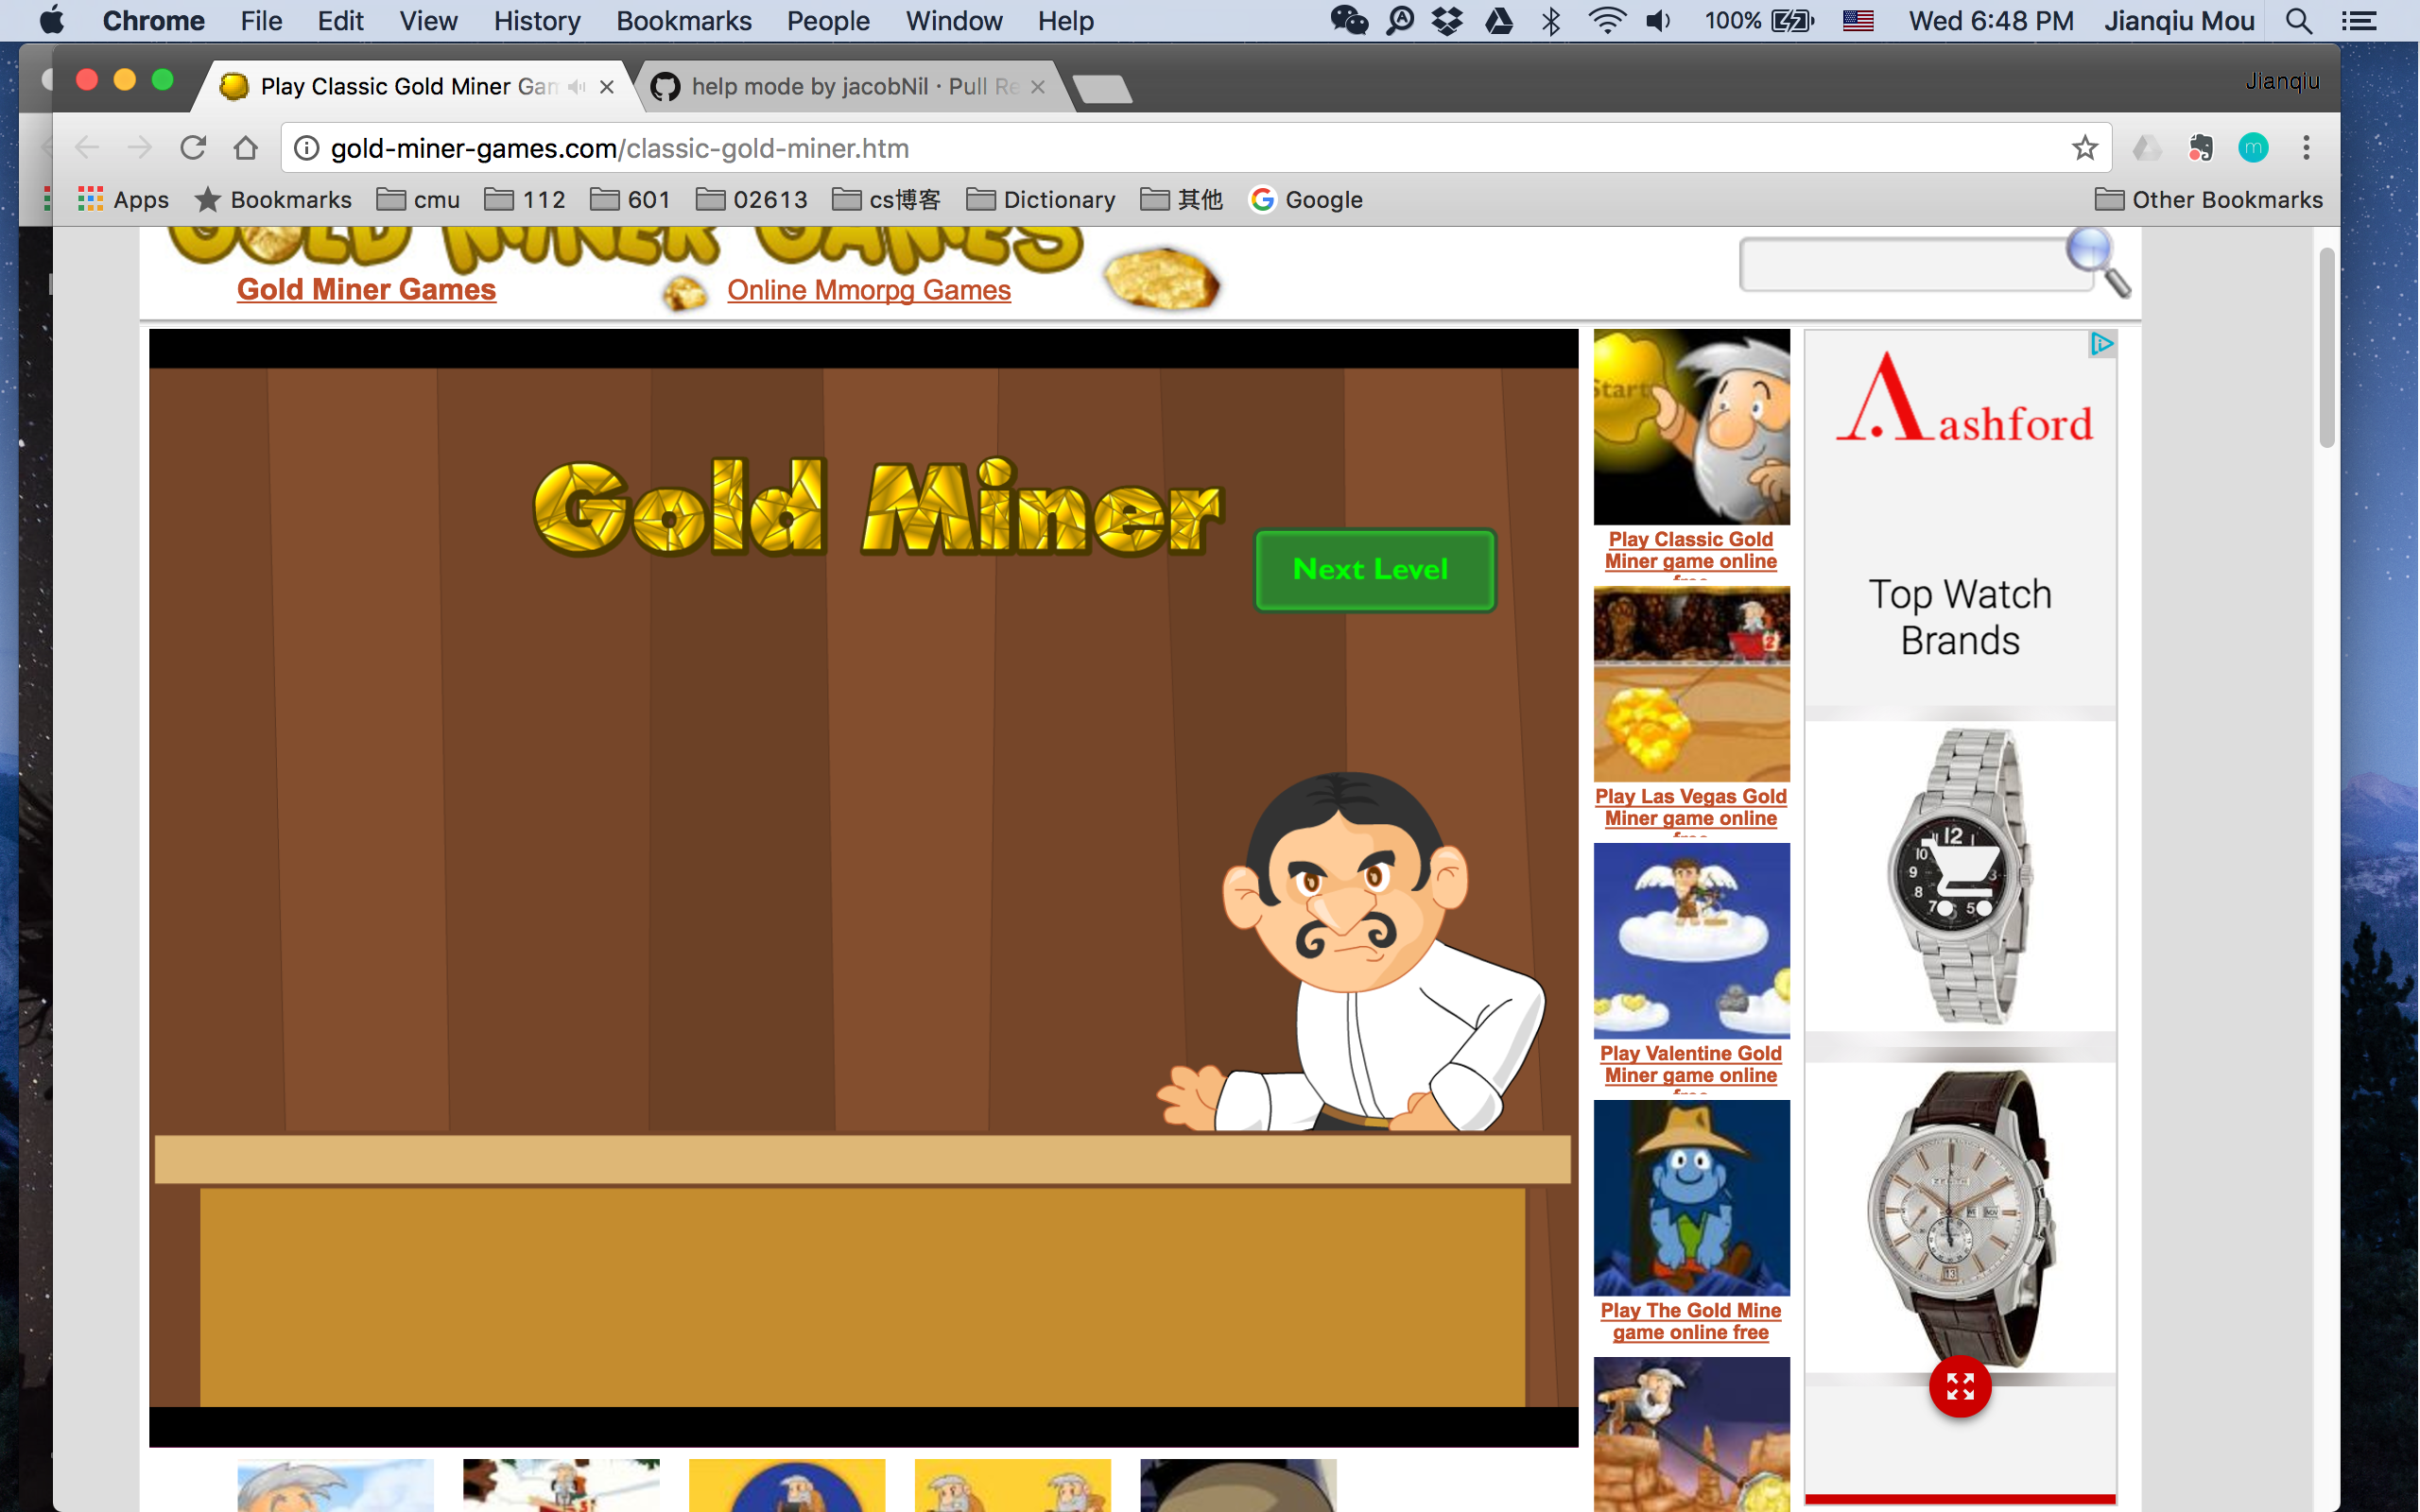 Chrome File Edit View History Bookmarks People Window Help 100% Wed 6:48 PM Jianqiu Mou
Play Classic Gold Miner Gam help mode by jacobNil · Pull Re Jianqiu
gold-miner-games.com/classic-gold-miner.htm
Apps Bookmarks cmu 112 601 02613 cs博客 Dictionary 其他 Google Other Bookmarks
GOLD MINER GAMES
Gold Miner Games Online Mmorpg Games
Gold Miner
Next Level
Start
Play Classic Gold
Miner game online
free
Play Las Vegas Gold
Miner game online
free
Play Valentine Gold
Miner game online
free
Play The Gold Mine
game online free
ashford
Top Watch
Brands